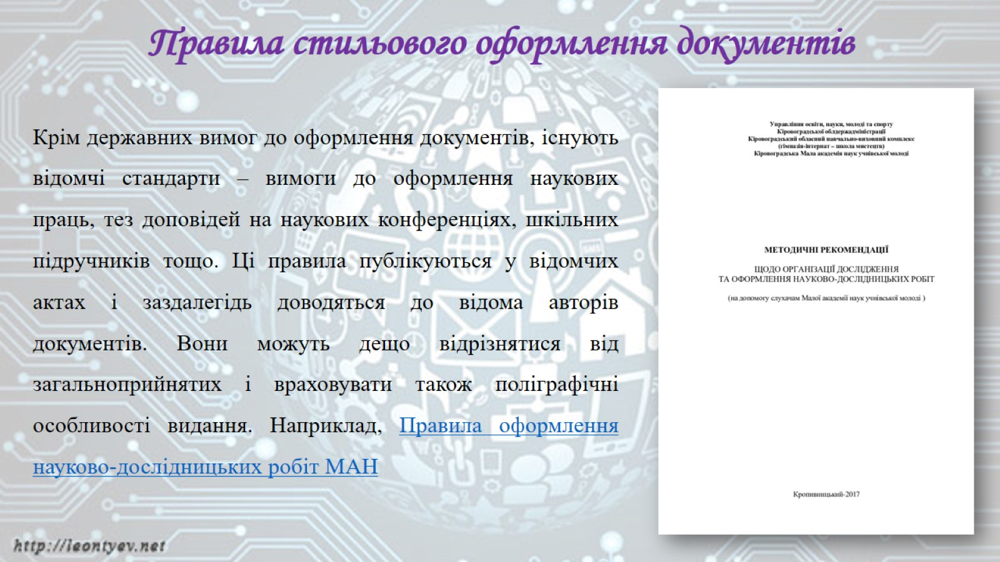 Правила стильового оформлення документів
Крім державних вимог до оформлення документів, існують
відомчі стандарти – вимоги до оформлення наукових
праць, тез доповідей на наукових конференціях, шкільних
підручників тощо. Ці правила публікуються у відомчих
актах і заздалегідь доводяться до відома авторів
документів. Вони можуть дещо відрізнятися від
загальноприйнятих і враховувати також поліграфічні
особливості видання. Наприклад, Правила оформлення
науково-дослідницьких робіт МАН
Управління освіти, науки, молоді та спорту
Кіровоградської облдержадміністрації
Кіровоградський обласний навчально-виховний комплекс
(гімназія-інтернат – школа мистецтв)
Кіровоградська Мала академія наук учнівської молоді
МЕТОДИЧНІ РЕКОМЕНДАЦІЇ
ЩОДО ОРГАНІЗАЦІЇ ДОСЛІДЖЕННЯ
ТА ОФОРМЛЕННЯ НАУКОВО-ДОСЛІДНИЦЬКИХ РОБІТ
(на допомогу слухачам Малої академії наук учнівської молоді )
Кропивницький-2017
SMS
SMS
http://leontyev.net